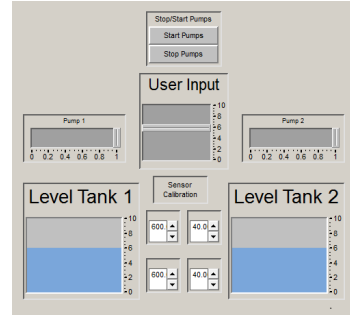 Stop/Start Pumps
Start Pumps
Stop Pumps
User Input
10
8
6
4
2
0
Pump 1
0 0.2 0.4 0.6 0.8 1
Pump 2
0 0.2 0.4 0.6 0.8 1
Sensor
Calibration
Level Tank 1
10
8
6
4
2
0
600. 40.0
600. 40.0
Level Tank 2
10
8
6
4
2
0